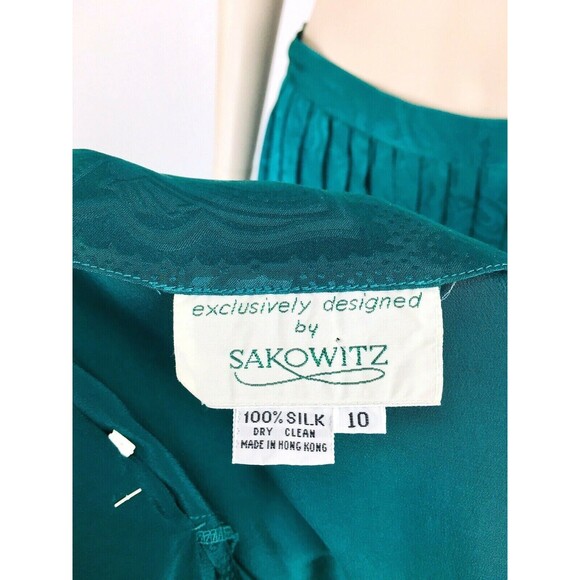 exclusively designed
by
SAKOWITZ
100% SILK
DRY CLEAN
MADE IN HONG KONG
10